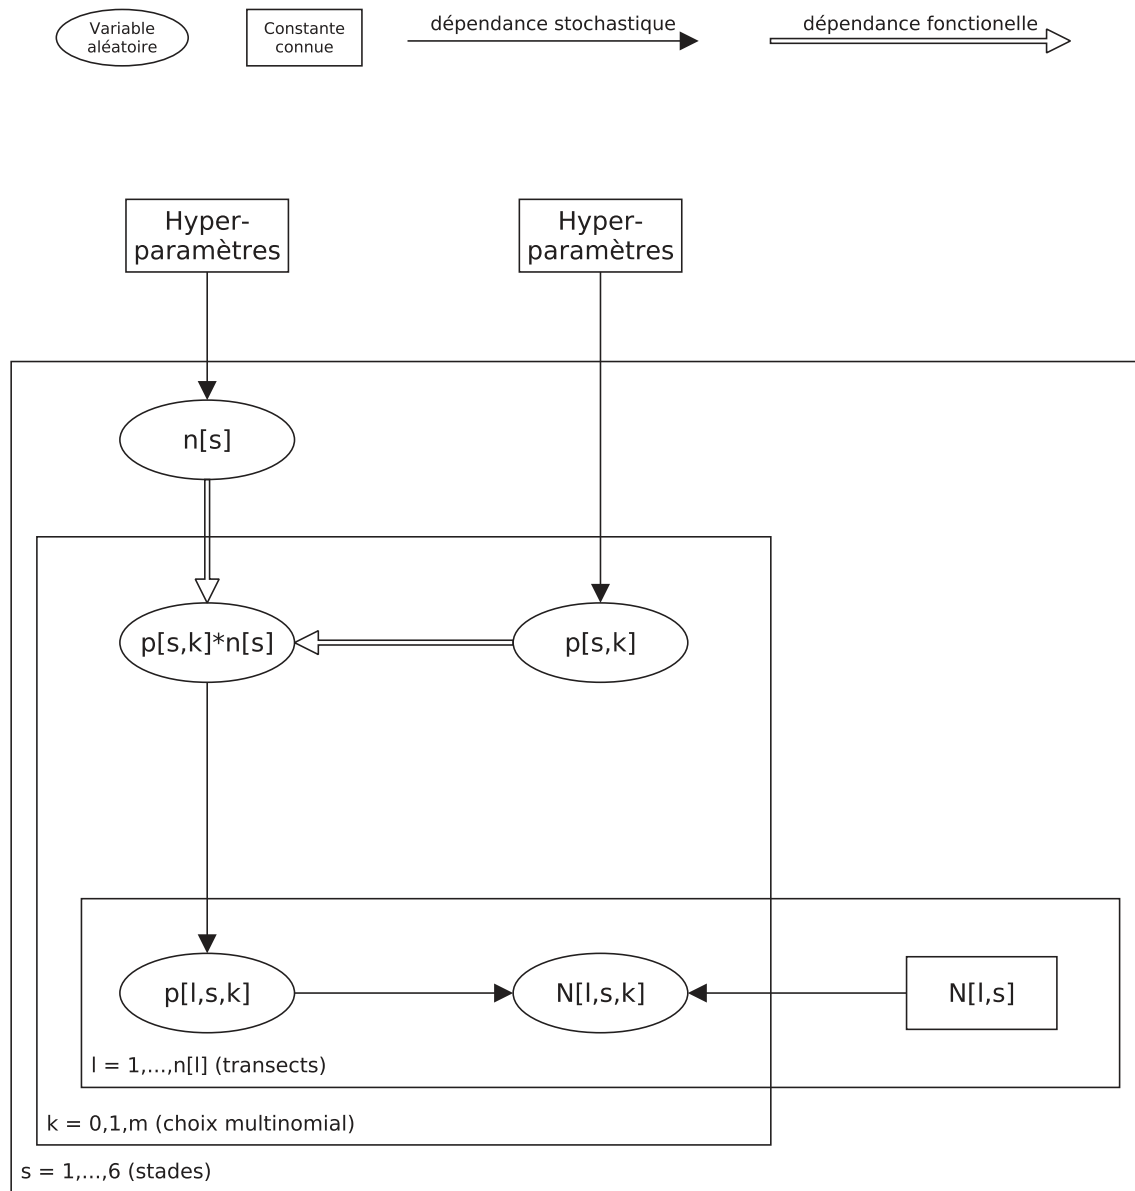 Variable
aléatoire
Constante
connue
dépendance stochastique
dépendance fonctionelle
Hyper-
paramètres
Hyper-
paramètres
n[s]
p[s,k]*n[s]
p[s,k]
p[l,s,k]
N[l,s,k]
N[l,s]
l = 1,...,n[l] (transects)
k = 0,1,m (choix multinomial)
s = 1,...,6 (stades)